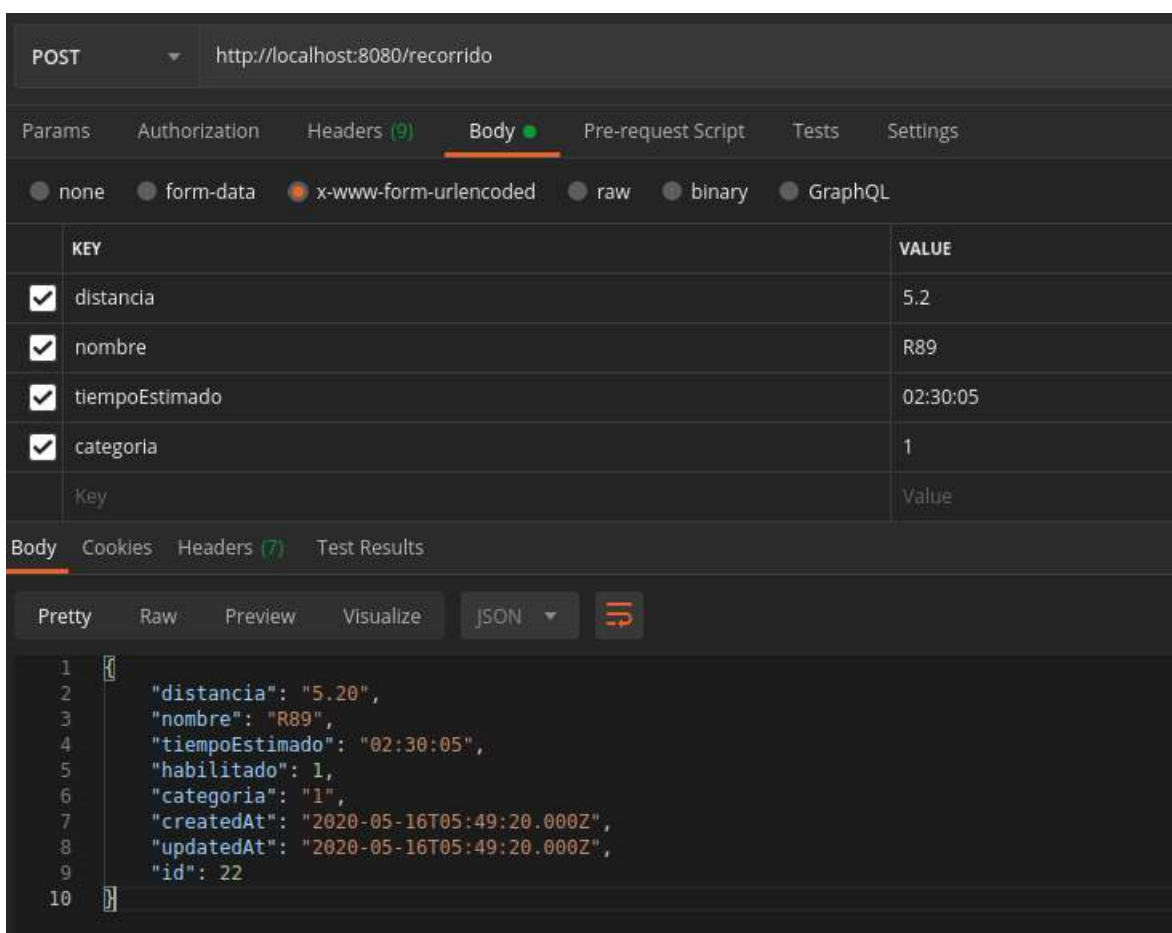 POST http://localhost:8080/recorrido
Params Authorization Headers (9) Body Pre-request Script Tests Settings
none form-data x-www-form-urlencoded raw binary GraphQL
KEY VALUE
distancia 5.2
nombre R89
tiempoEstimado 02:30:05
categoria 1
Key Value
Body Cookies Headers (7) Test Results
Pretty Raw Preview Visualize JSON
1 {
2 "distancia": "5.20",
3 "nombre": "R89",
4 "tiempoEstimado": "02:30:05",
5 "habilitado": 1,
6 "categoria": "1",
7 "createdAt": "2020-05-16T05:49:20.000Z",
8 "updatedAt": "2020-05-16T05:49:20.000Z",
9 "id": 22
10 }